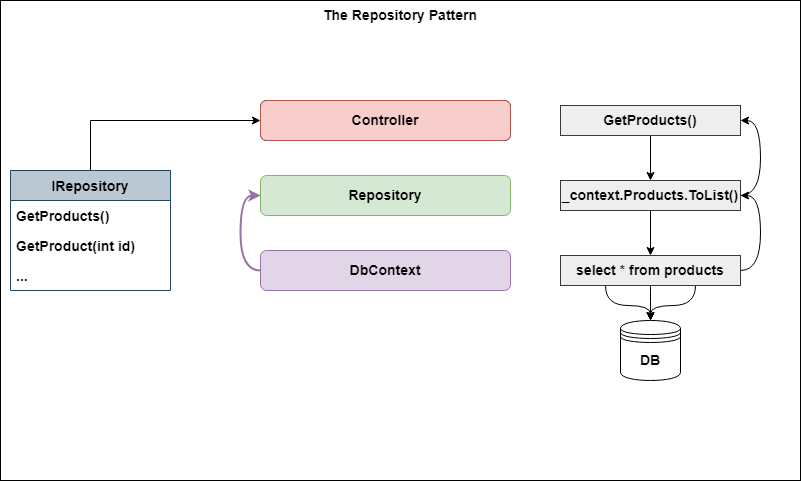 The Repository Pattern
Controller
GetProducts()
IRepository
GetProducts()
GetProduct(int id)
...
Repository
_context.Products.ToList()
DbContext
select * from products
DB